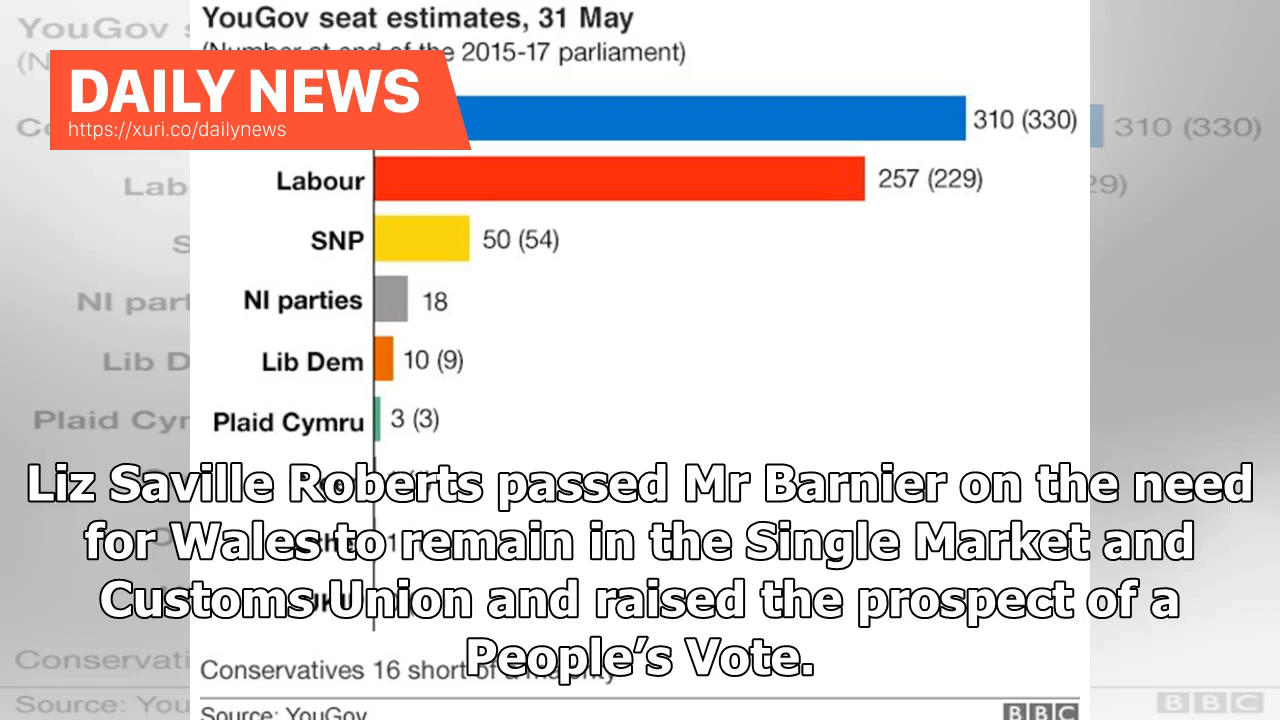 YouGov seat estimates, 31 May
(Number at end of the 2015-17 parliament)
DAILY NEWS
https://xuri.co/dailynews
310 (330)
Labour
257 (229)
SNP
50 (54)
NI parties
18
Lib Dem
10 (9)
Plaid Cymru
3 (3)
Liz Saville Roberts passed Mr Barnier on the need
for Wales to remain in the Single Market and
Customs Union and raised the prospect of a
People’s Vote.
Conservatives 16 short of a majority
Source: YouGov
BBC